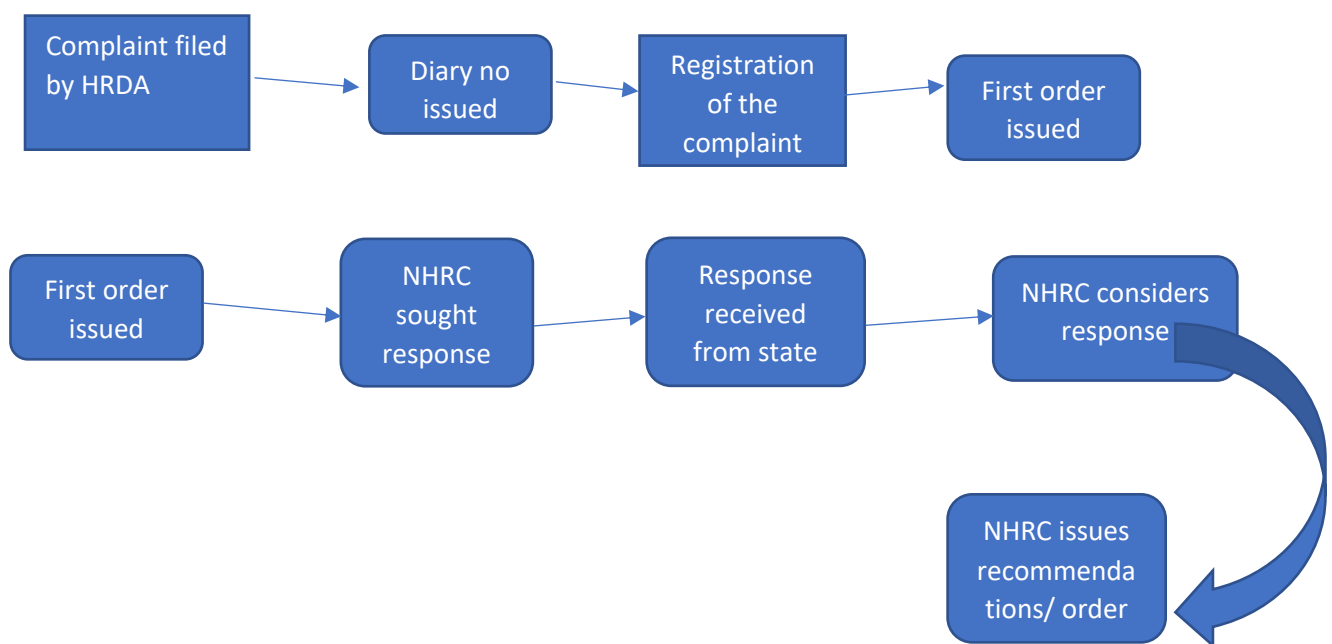 Complaint filed
by HRDA
Diary no
issued
Registration
of the
complaint
First order
issued
First order
issued
NHRC
sought
response
Response
received
from state
NHRC considers
response
NHRC issues
recommenda
tions/ order